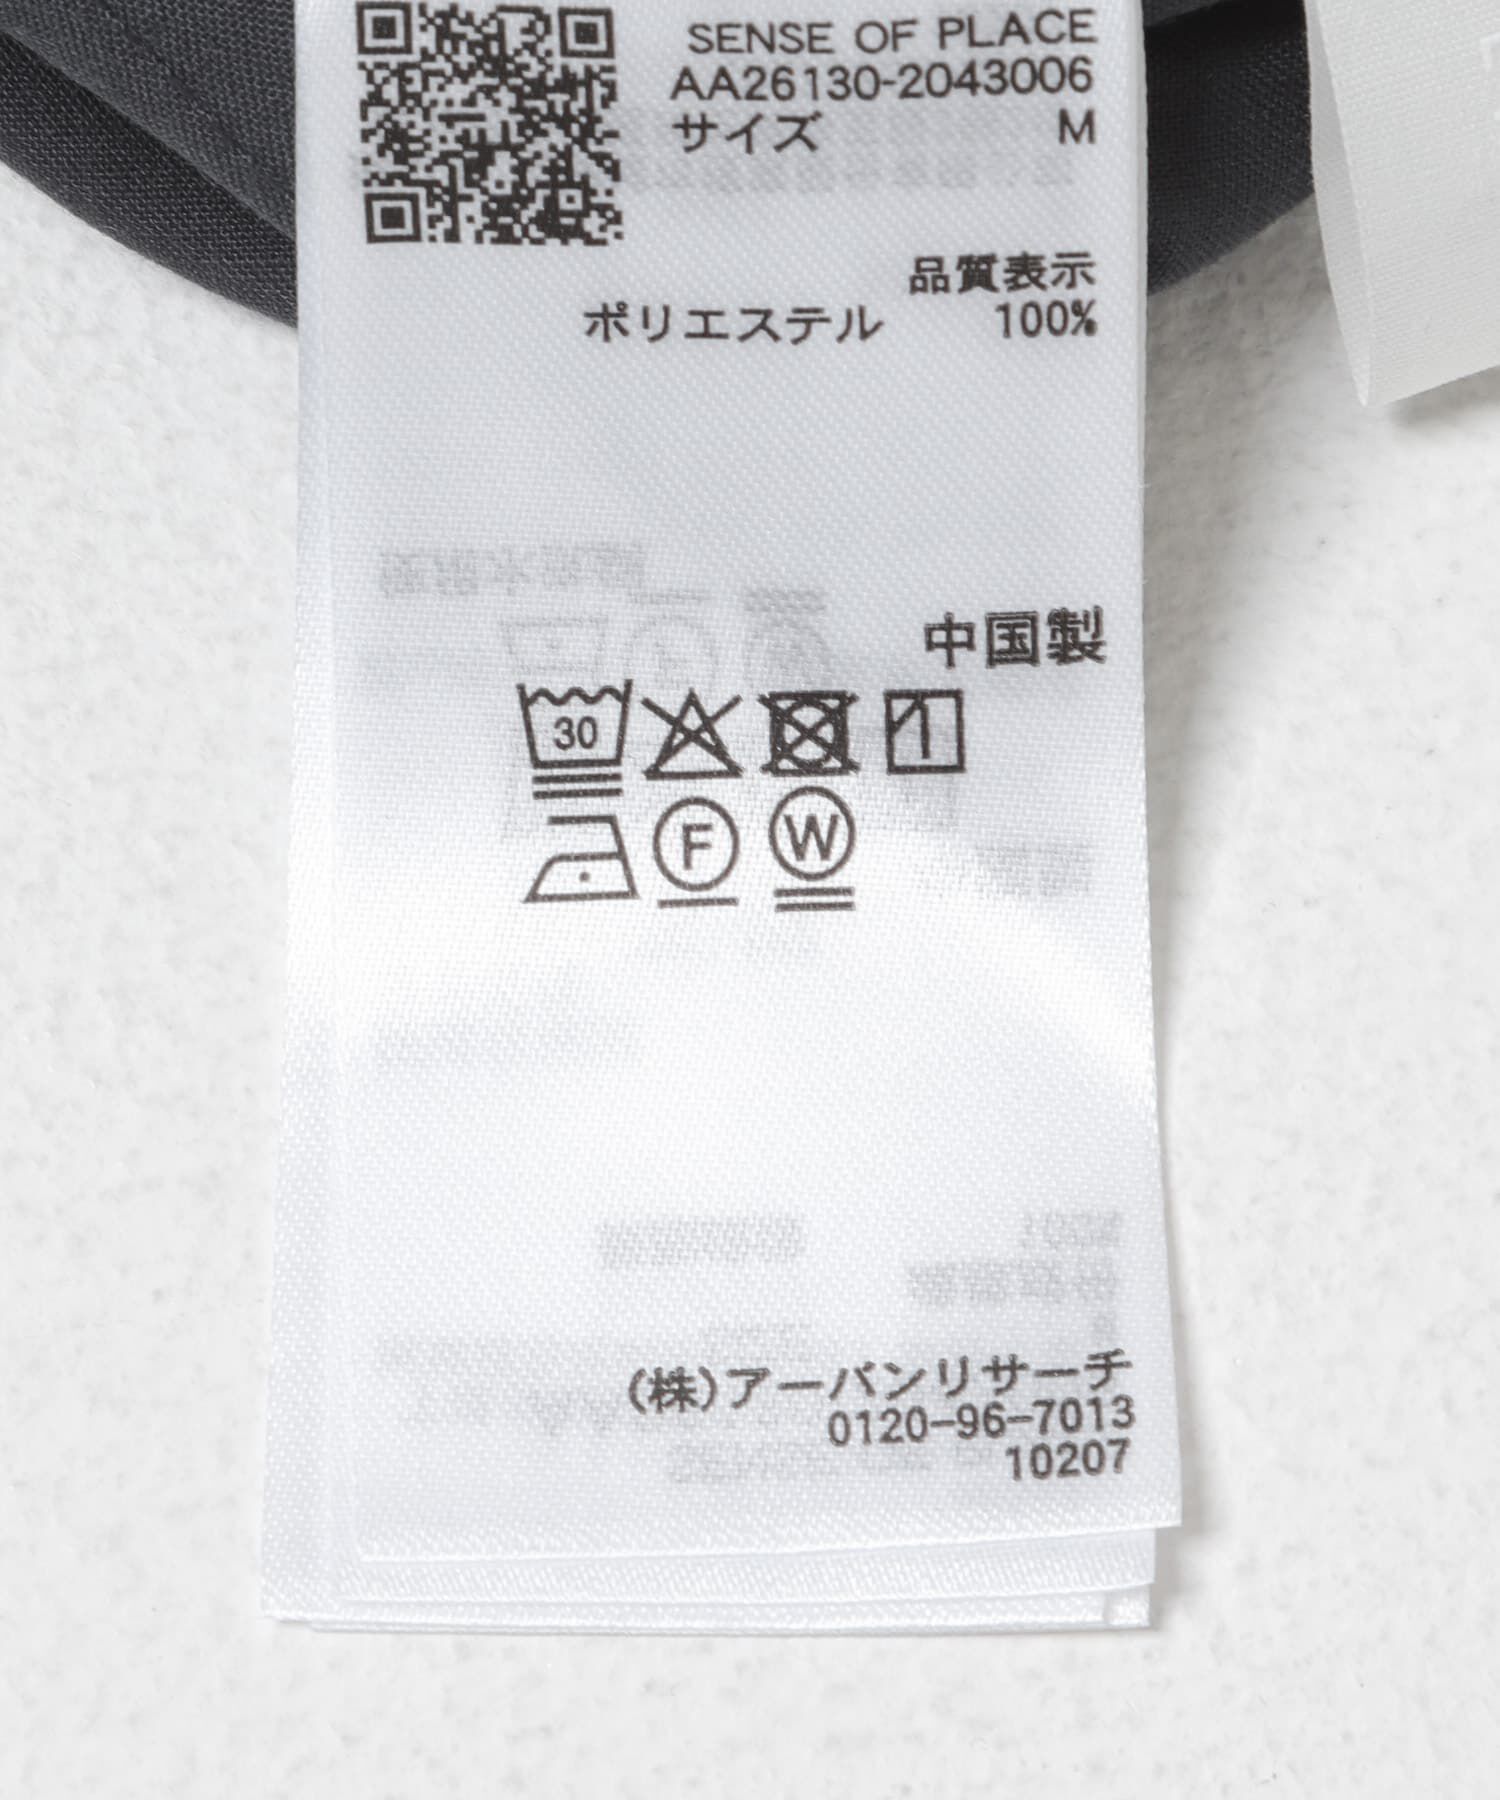 SENSE OF PLACE
AA26130-2043006
サイズ M
品質表示
ポリエステル 100%
中国製
30
F W
(株)アーバンリサーチ
0120-96-7013
10207